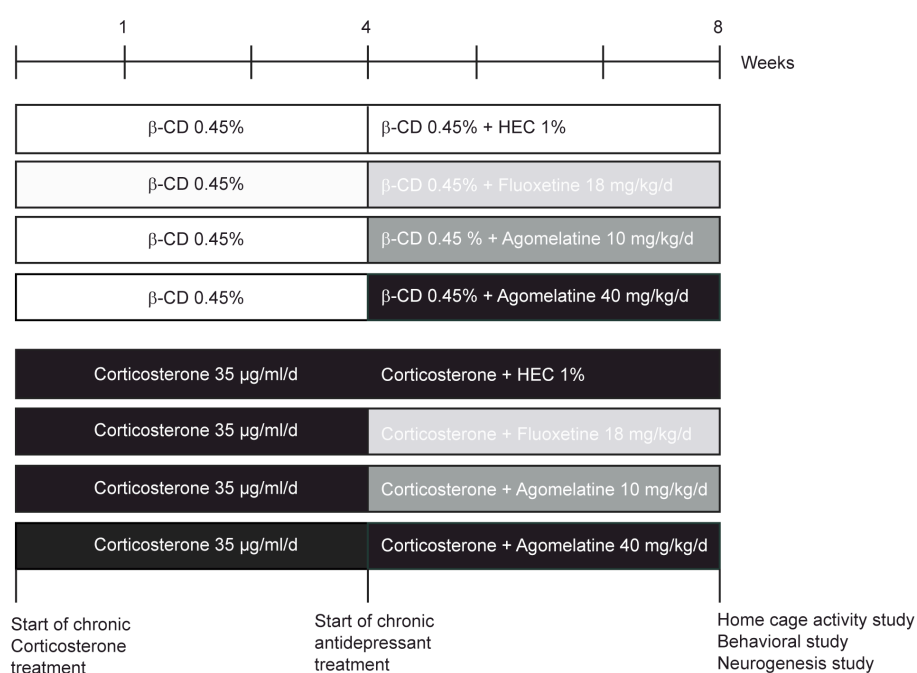 1 4 8
Weeks
β-CD 0.45% β-CD 0.45% + HEC 1%
β-CD 0.45% β-CD 0.45% + Fluoxetine 18 mg/kg/d
β-CD 0.45% β-CD 0.45 % + Agomelatine 10 mg/kg/d
β-CD 0.45% β-CD 0.45% + Agomelatine 40 mg/kg/d
Corticosterone 35 µg/ml/d Corticosterone + HEC 1%
Corticosterone 35 µg/ml/d Corticosterone + Fluoxetine 18 mg/kg/d
Corticosterone 35 µg/ml/d Corticosterone + Agomelatine 10 mg/kg/d
Corticosterone 35 µg/ml/d Corticosterone + Agomelatine 40 mg/kg/d
Start of chronic
Corticosterone
treatment
Start of chronic
antidepressant
treatment
Home cage activity study
Behavioral study
Neurogenesis study